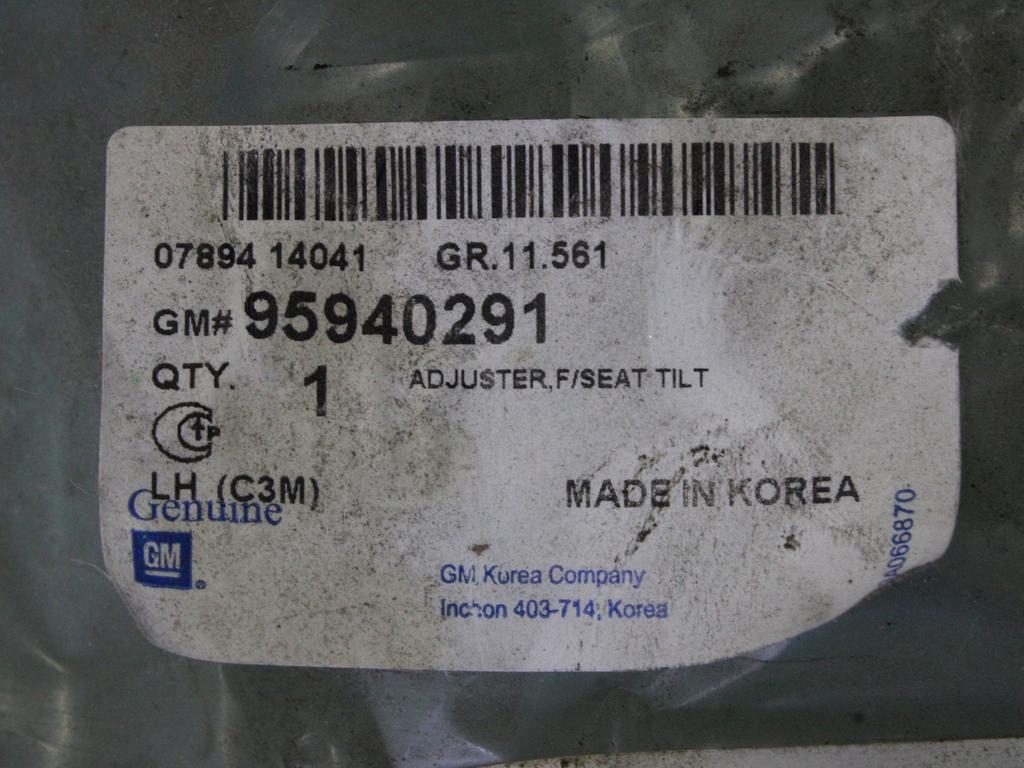 07894 14041 GR.11.561
GM# 95940291
QTY. 1 ADJUSTER,F/SEAT TILT
LH (C3M) MADE IN KOREA
Genuine
GM
GM Korea Company
403-714, Korea
A066870